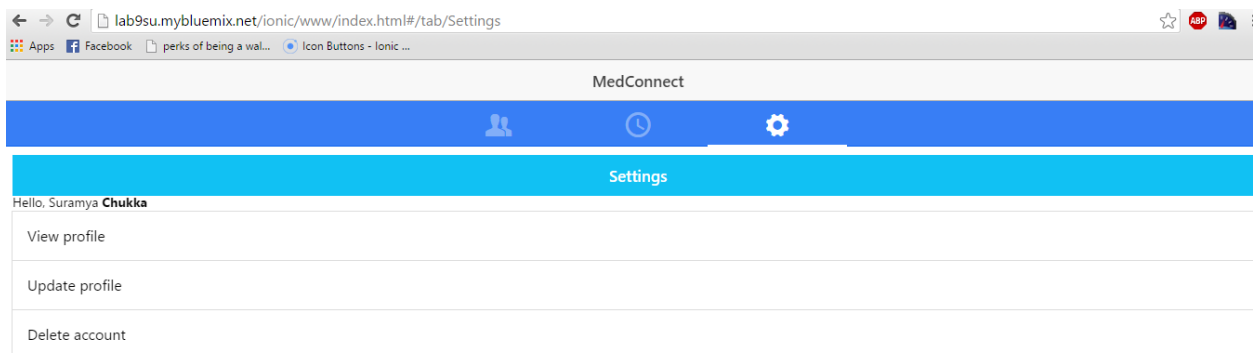 lab9su.mybluemix.net/ionic/www/index.html#/tab/Settings
ABP
Apps Facebook perks of being a wal... Icon Buttons - Ionic ...
MedConnect
Settings
Hello, Suramya Chukka
View profile
Update profile
Delete account